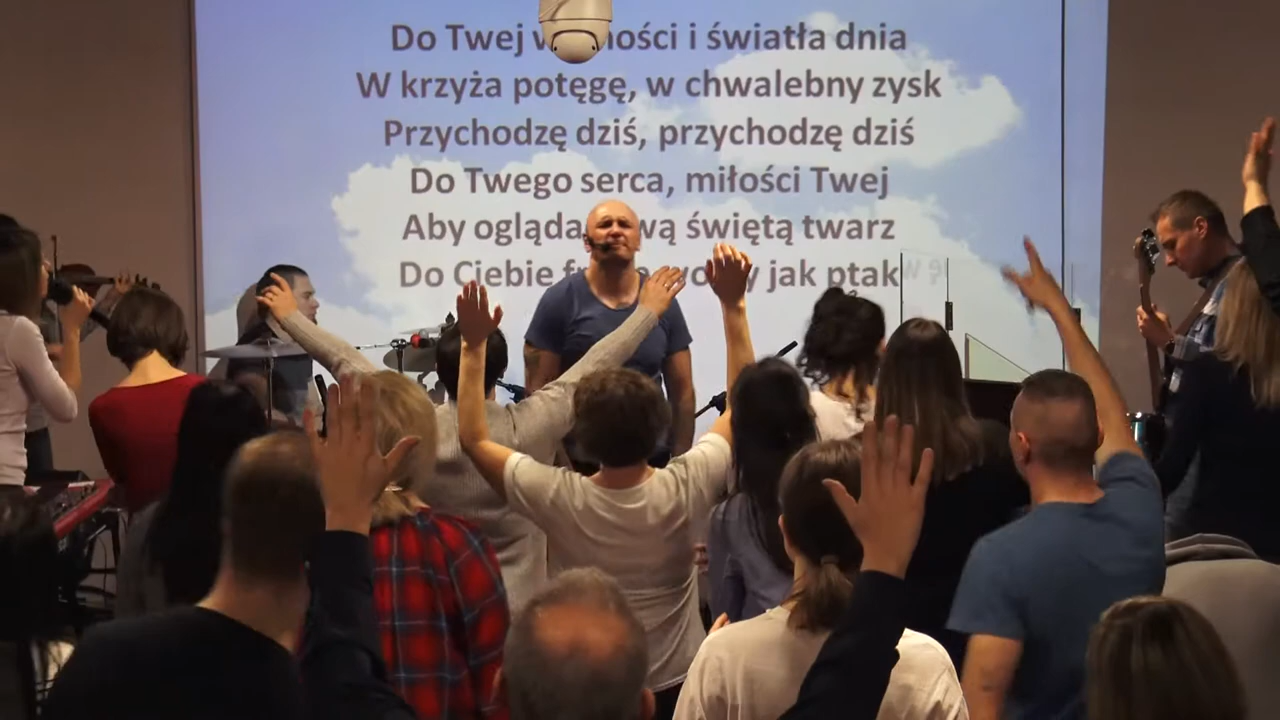 Do Twej i światła dnia
W krzyża potęgę, w chwalebny zysk
Przychodzę dziś, przychodzę dziś
Do Twego serca, miłości Twej
Aby świętą twarz
Do Ciebie jak ptak